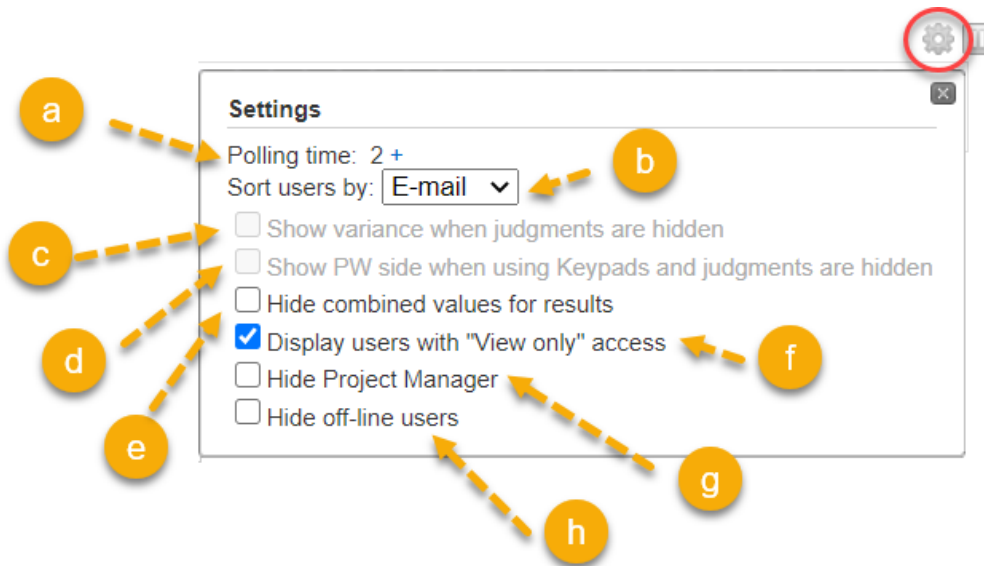 Settings
a
Polling time: 2 +
Sort users by: E-mail
b
c
Show variance when judgments are hidden
Show PW side when using Keypads and judgments are hidden
d
Hide combined values for results
e
Display users with "View only" access
f
Hide Project Manager
g
Hide off-line users
h